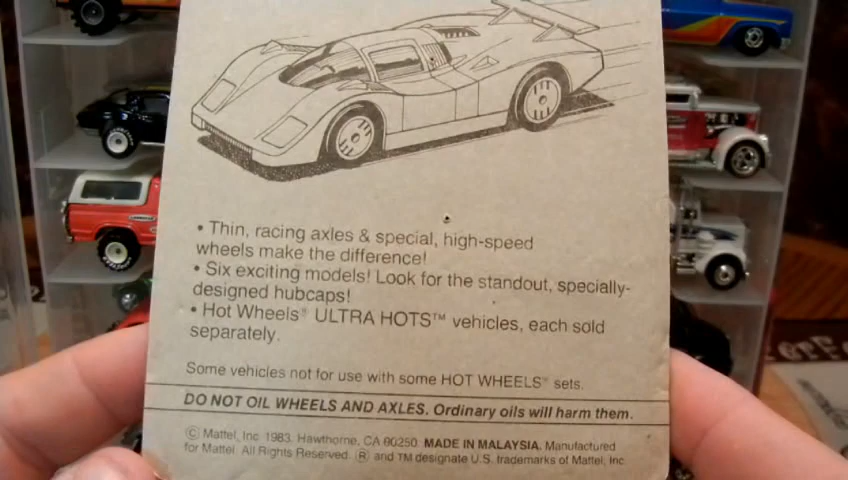 • Thin, racing axles & special, high-speed
wheels make the difference!
• Six exciting models! Look for the standout, specially-
designed hubcaps!
• Hot Wheels® ULTRA HOTS™ vehicles, each sold
separately.
Some vehicles not for use with some HOT WHEELS™ sets.
DO NOT OIL WHEELS AND AXLES. Ordinary oils will harm them.
© Mattel, Inc. 1983. Hawthorne, CA 90250. MADE IN MALAYSIA. Manufactured
for Mattel. All Rights Reserved. ® and TM designate U.S. trademarks of Mattel, Inc.